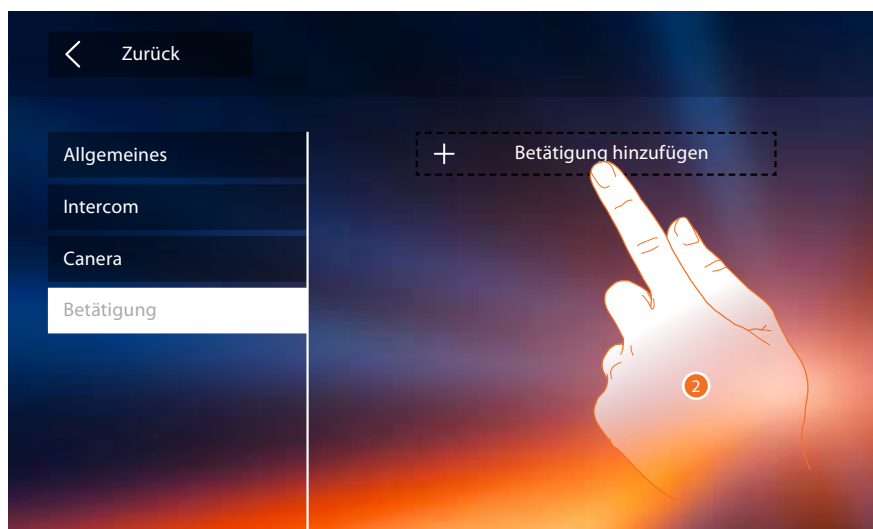 Zurück
Allgemeines
Intercom
Canera
Betätigung
+ Betätigung hinzufügen
2